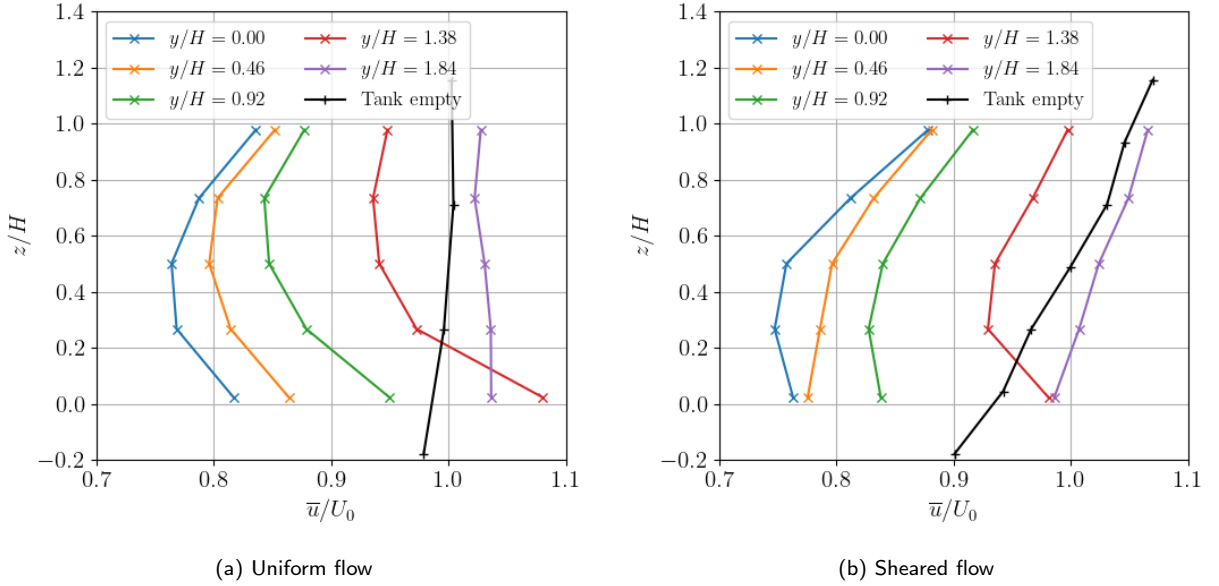 1.4
1.2
1.0
0.8
0.6
0.4
0.2
0.0
−0.2
z/H
y/H = 0.00
y/H = 0.46
y/H = 0.92
y/H = 1.38
y/H = 1.84
Tank empty
0.7 0.8 0.9 1.0 1.1
u̅/U₀
(a) Uniform flow
1.4
1.2
1.0
0.8
0.6
0.4
0.2
0.0
−0.2
z/H
y/H = 0.00
y/H = 0.46
y/H = 0.92
y/H = 1.38
y/H = 1.84
Tank empty
0.7 0.8 0.9 1.0 1.1
u̅/U₀
(b) Sheared flow